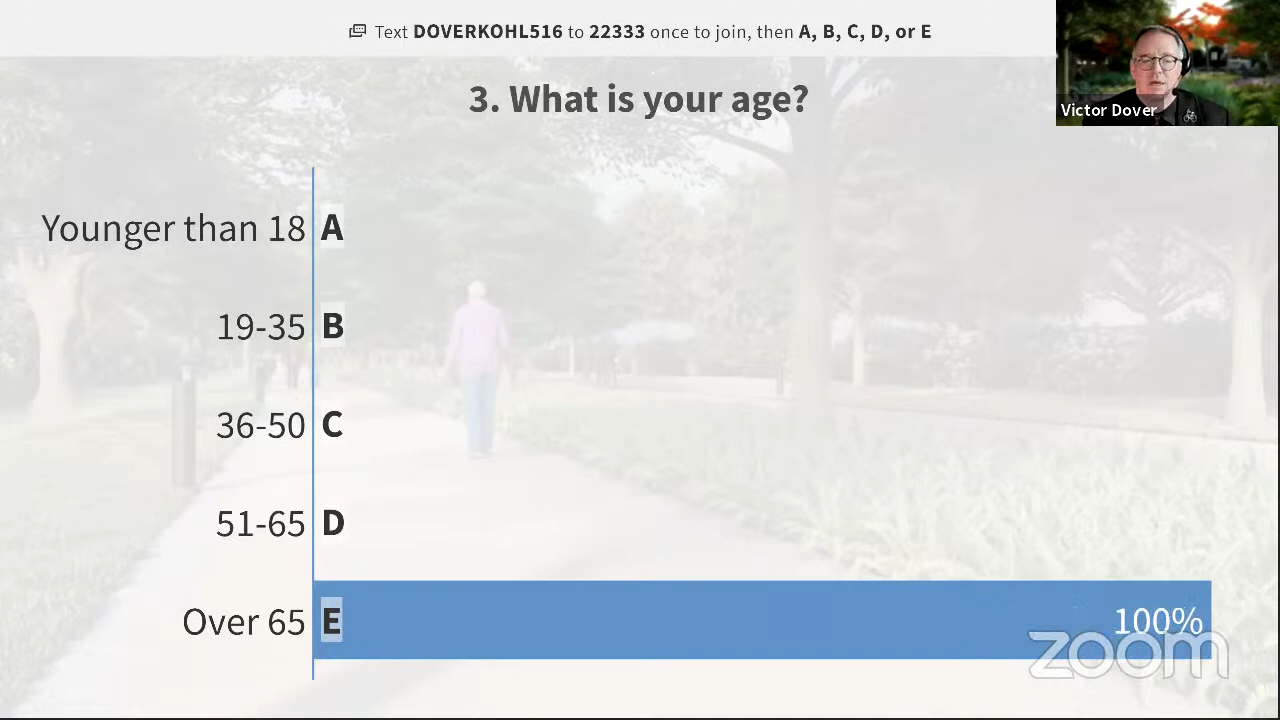 Text DOVERKOHL516 to 22333 once to join, then A, B, C, D, or E
3. What is your age?
Victor Dover
Younger than 18 A
19-35 B
36-50 C
51-65 D
Over 65 E 100%
zoom